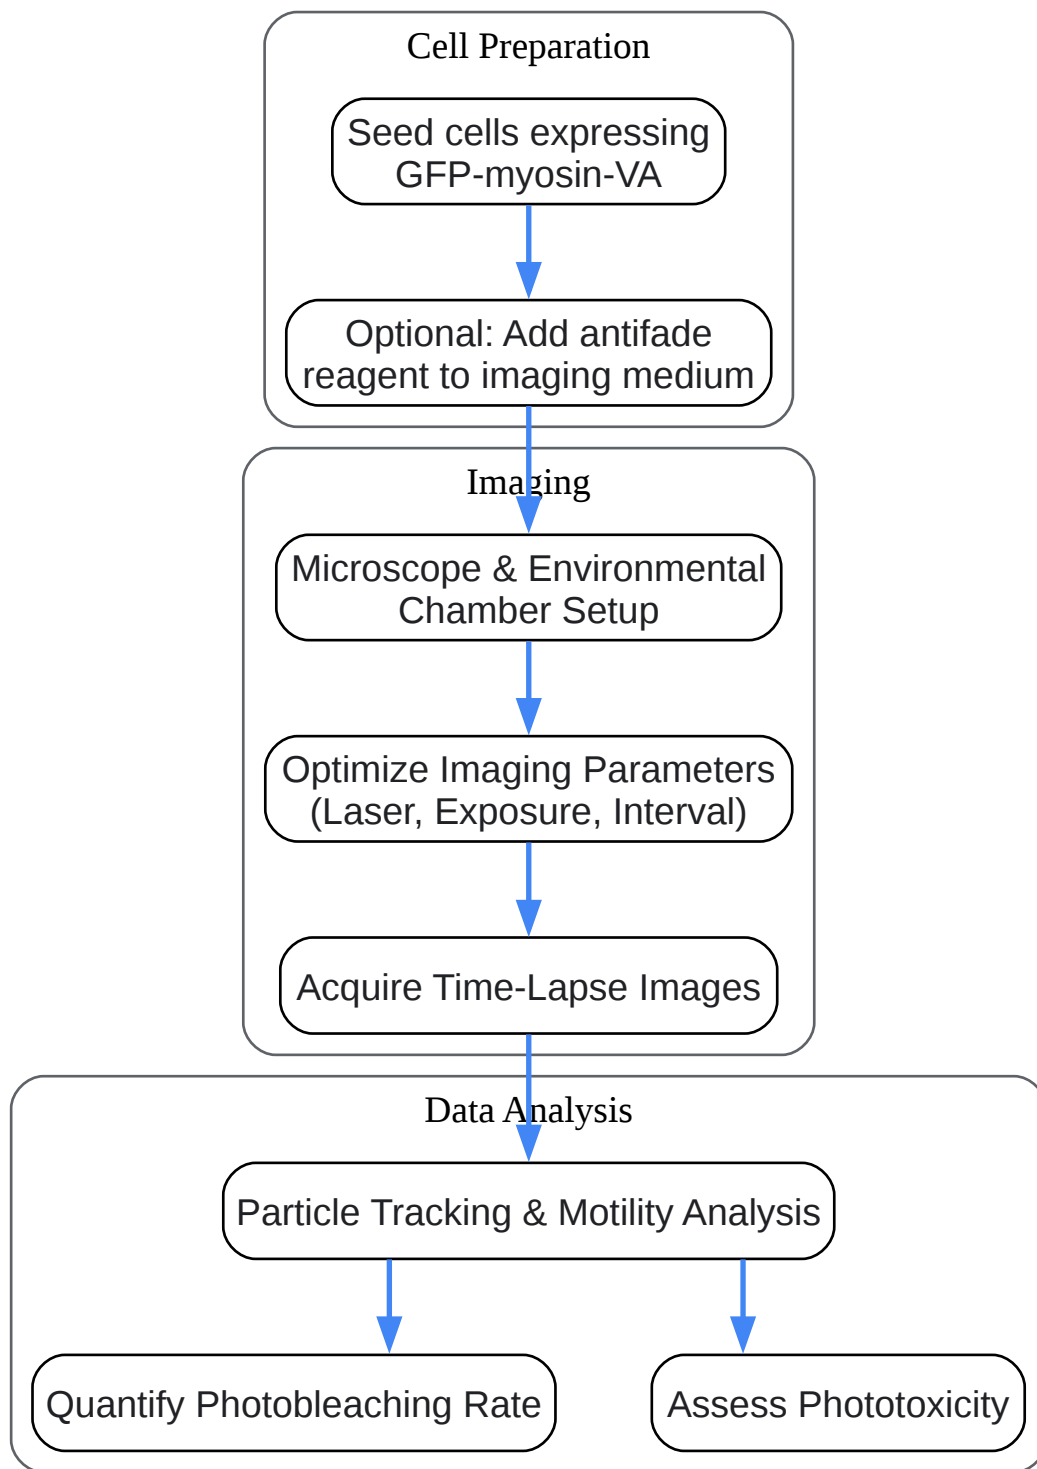 Cell Preparation
Seed cells expressing
GFP-myosin-VA
Optional: Add antifade
reagent to imaging medium
Imaging
Microscope & Environmental
Chamber Setup
Optimize Imaging Parameters
(Laser, Exposure, Interval)
Acquire Time-Lapse Images
Data Analysis
Particle Tracking & Motility Analysis
Quantify Photobleaching Rate
Assess Phototoxicity